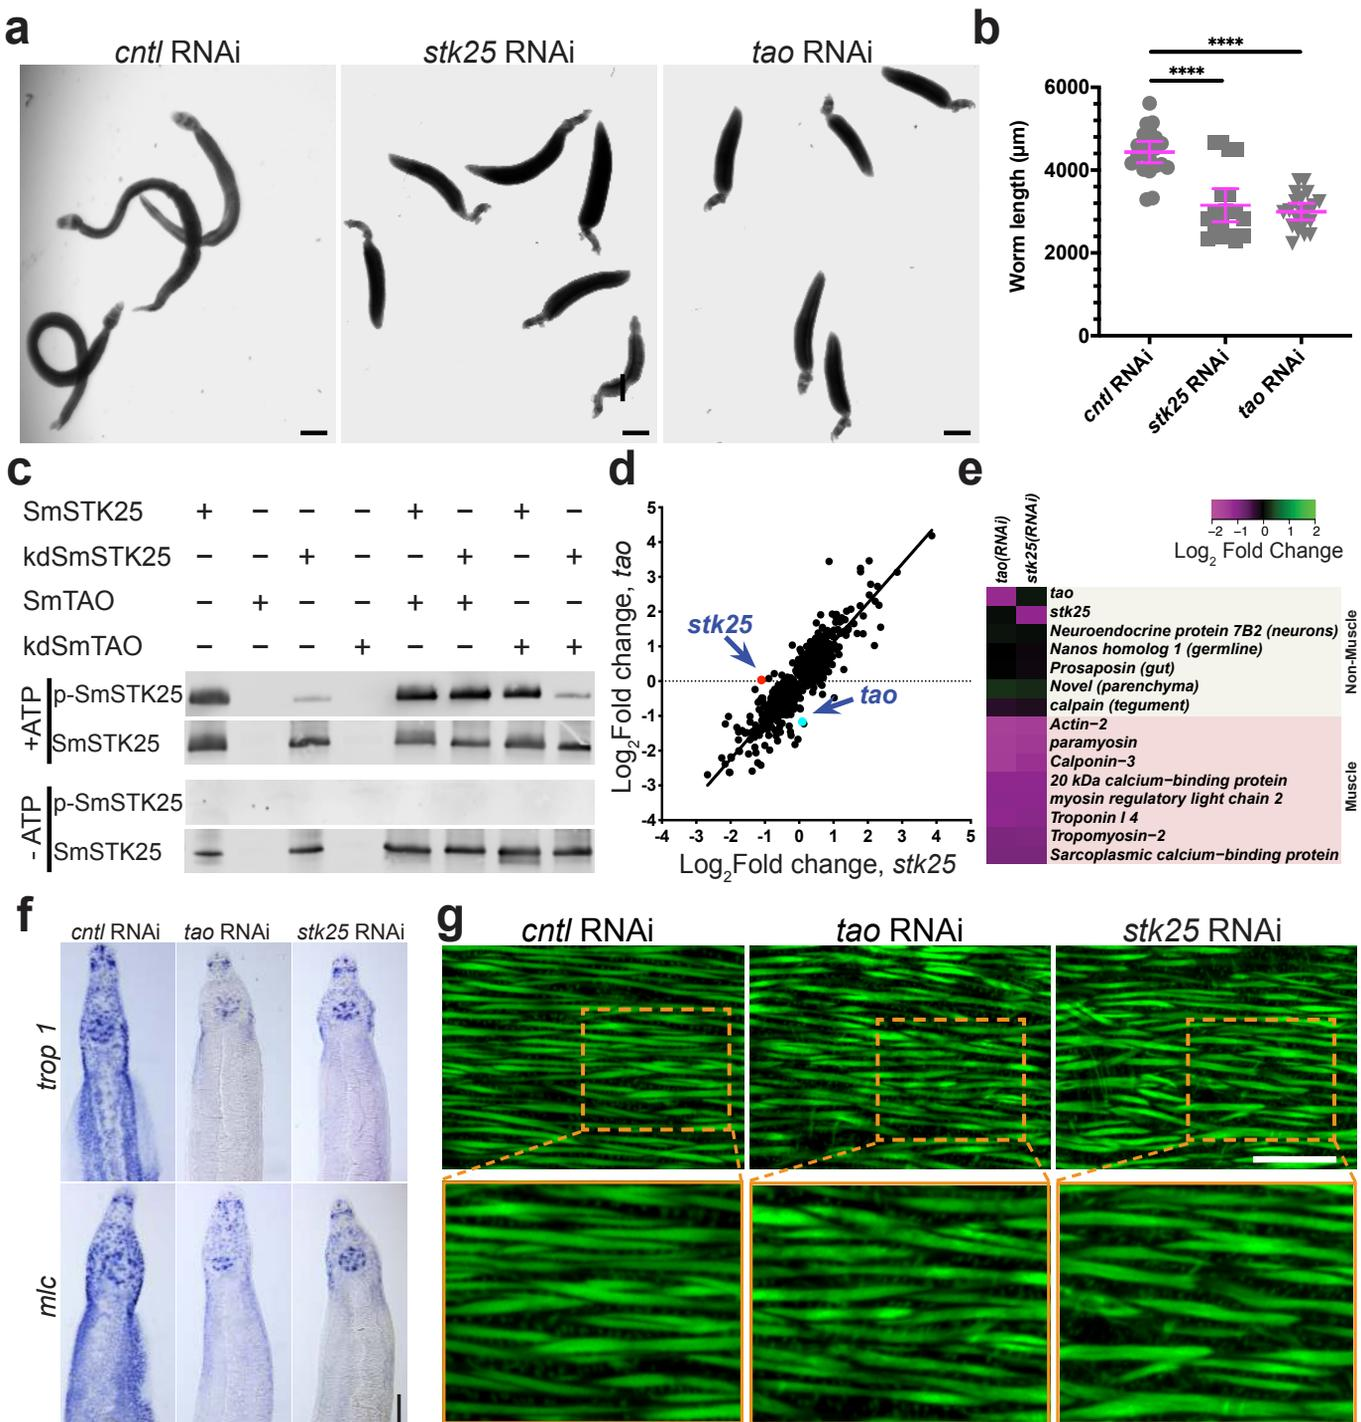 a
cntl RNAi stk25 RNAi tao RNAi
b
****
****
6000
4000
2000
0
Worm length (µm)
cntl RNAi
stk25 RNAi
tao RNAi
c
SmSTK25 + – – – + – + –
kdSmSTK25 – – + – – + – +
SmTAO – + – – + + – –
kdSmTAO – – – + – – + +
+ATP
p-SmSTK25
SmSTK25
- ATP
p-SmSTK25
SmSTK25
d
Log2Fold change, tao
5
4
3
2
1
0
-1
-2
-3
-4
stk25
tao
-4 -3 -2 -1 0 1 2 3 4 5
Log2Fold change, stk25
e
tao(RNAi)
stk25(RNAi)
−2 −1 0 1 2
Log2 Fold Change
tao
stk25
Neuroendocrine protein 7B2 (neurons)
Nanos homolog 1 (germline)
Prosaposin (gut)
Novel (parenchyma)
calpain (tegument)
Non-Muscle
Actin−2
paramyosin
Calponin−3
20 kDa calcium−binding protein
myosin regulatory light chain 2
Troponin I 4
Tropomyosin−2
Sarcoplasmic calcium−binding protein
Muscle
f
cntl RNAi tao RNAi stk25 RNAi
trop 1
mlc
g
cntl RNAi tao RNAi stk25 RNAi